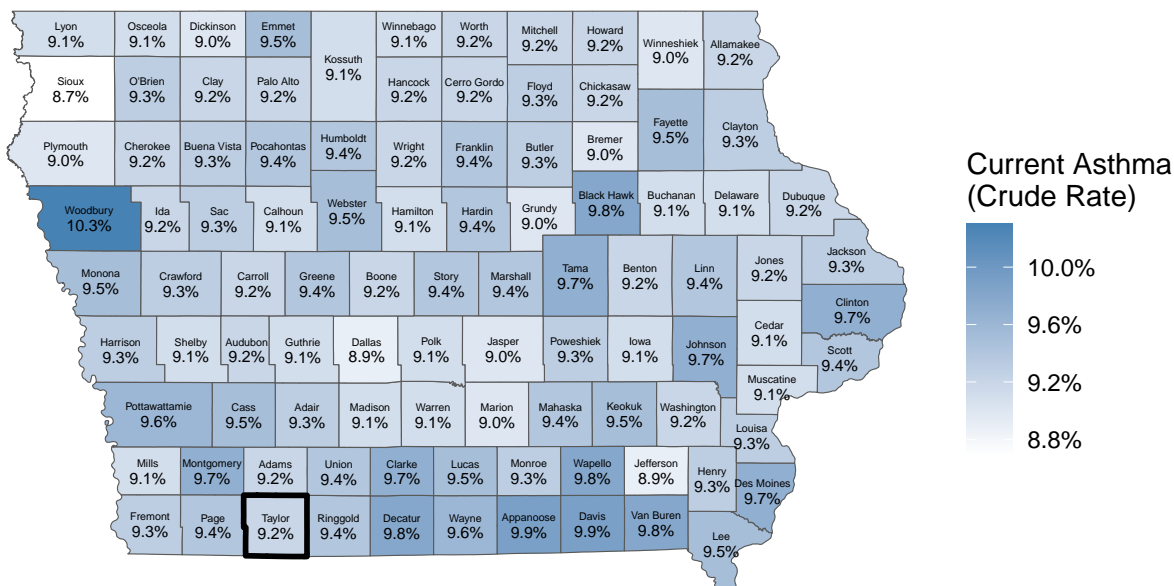 Lyon
9.1%
Osceola
9.1%
Dickinson
9.0%
Emmet
9.5%
Kossuth
9.1%
Winnebago
9.1%
Worth
9.2%
Mitchell
9.2%
Howard
9.2%
Winneshiek
9.0%
Allamakee
9.2%
Sioux
8.7%
O'Brien
9.3%
Clay
9.2%
Palo Alto
9.2%
Hancock
9.2%
Cerro Gordo
9.2%
Floyd
9.3%
Chickasaw
9.2%
Fayette
9.5%
Clayton
9.3%
Plymouth
9.0%
Cherokee
9.2%
Buena Vista
9.3%
Pocahontas
9.4%
Humboldt
9.4%
Wright
9.2%
Franklin
9.4%
Butler
9.3%
Bremer
9.0%
Woodbury
10.3%
Ida
9.2%
Sac
9.3%
Calhoun
9.1%
Webster
9.5%
Hamilton
9.1%
Hardin
9.4%
Grundy
9.0%
Black Hawk
9.8%
Buchanan
9.1%
Delaware
9.1%
Dubuque
9.2%
Monona
9.5%
Crawford
9.3%
Carroll
9.2%
Greene
9.4%
Boone
9.2%
Story
9.4%
Marshall
9.4%
Tama
9.7%
Benton
9.2%
Linn
9.4%
Jones
9.2%
Jackson
9.3%
Clinton
9.7%
Harrison
9.3%
Shelby
9.1%
Audubon
9.2%
Guthrie
9.1%
Dallas
8.9%
Polk
9.1%
Jasper
9.0%
Poweshiek
9.3%
Iowa
9.1%
Johnson
9.7%
Cedar
9.1%
Scott
9.4%
Muscatine
9.1%
Pottawattamie
9.6%
Cass
9.5%
Adair
9.3%
Madison
9.1%
Warren
9.1%
Marion
9.0%
Mahaska
9.4%
Keokuk
9.5%
Washington
9.2%
Louisa
9.3%
Mills
9.1%
Montgomery
9.7%
Adams
9.2%
Union
9.4%
Clarke
9.7%
Lucas
9.5%
Monroe
9.3%
Wapello
9.8%
Jefferson
8.9%
Henry
9.3%
Des Moines
9.7%
Fremont
9.3%
Page
9.4%
Taylor
9.2%
Ringgold
9.4%
Decatur
9.8%
Wayne
9.6%
Appanoose
9.9%
Davis
9.9%
Van Buren
9.8%
Lee
9.5%
Current Asthma
(Crude Rate)
10.0%
9.6%
9.2%
8.8%